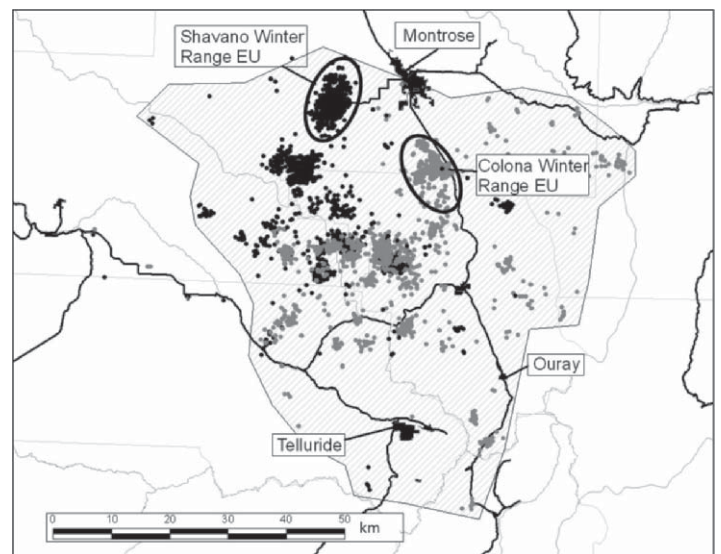 Shavano Winter
Range EU
Montrose
Colona Winter
Range EU
Ouray
Telluride
0 10 20 30 40 50
km